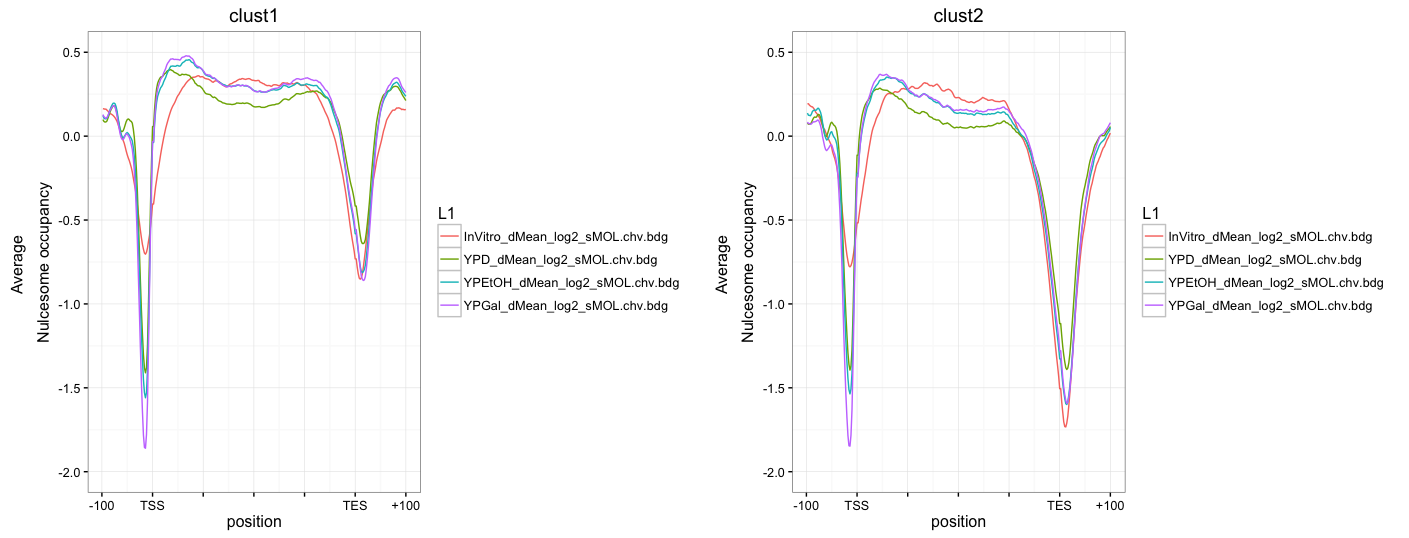 clust1
0.5
0.0
-0.5
-1.0
-1.5
-2.0
Average
Nulcesome occupancy
-100 TSS TES +100
position
L1
InVitro_dMean_log2_sMOL.chv.bdg
YPD_dMean_log2_sMOL.chv.bdg
YPEtOH_dMean_log2_sMOL.chv.bdg
YPGal_dMean_log2_sMOL.chv.bdg
clust2
0.5
0.0
-0.5
-1.0
-1.5
-2.0
Average
Nulcesome occupancy
-100 TSS TES +100
position
L1
InVitro_dMean_log2_sMOL.chv.bdg
YPD_dMean_log2_sMOL.chv.bdg
YPEtOH_dMean_log2_sMOL.chv.bdg
YPGal_dMean_log2_sMOL.chv.bdg